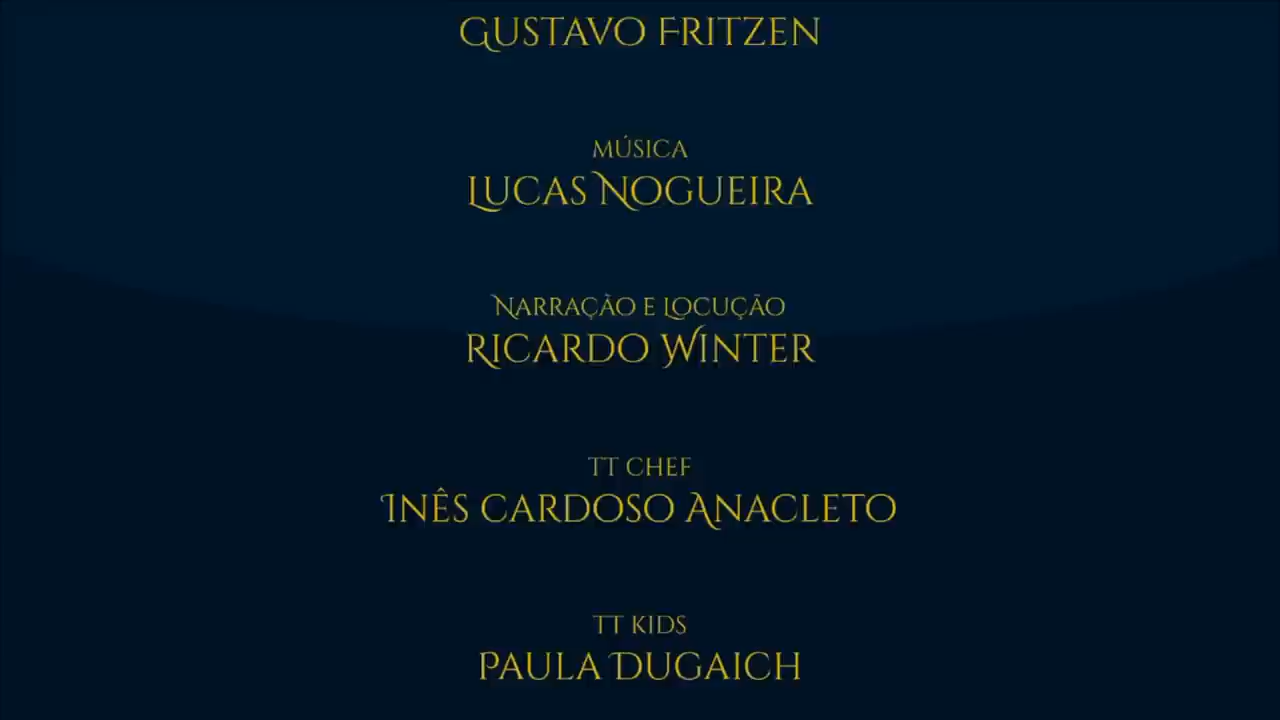 Gustavo Fritzen
música
Lucas Nogueira
Narração e Locução
Ricardo Winter
TT Chef
Inês cardoso Anacleto
TT Kids
Paula Dugaich